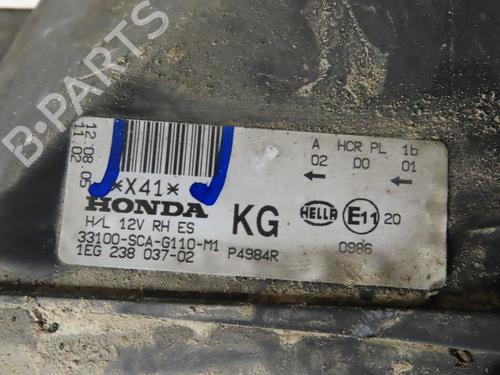 B-PARTS
12 08 05
11.02
*X41*
HONDA
H/L 12V RH ES
33100-SCA-G110-M1
1EG 238 037-02
KG
P4984R
A HCR PL 1b
02 00 01
HELLA E11 20
0986